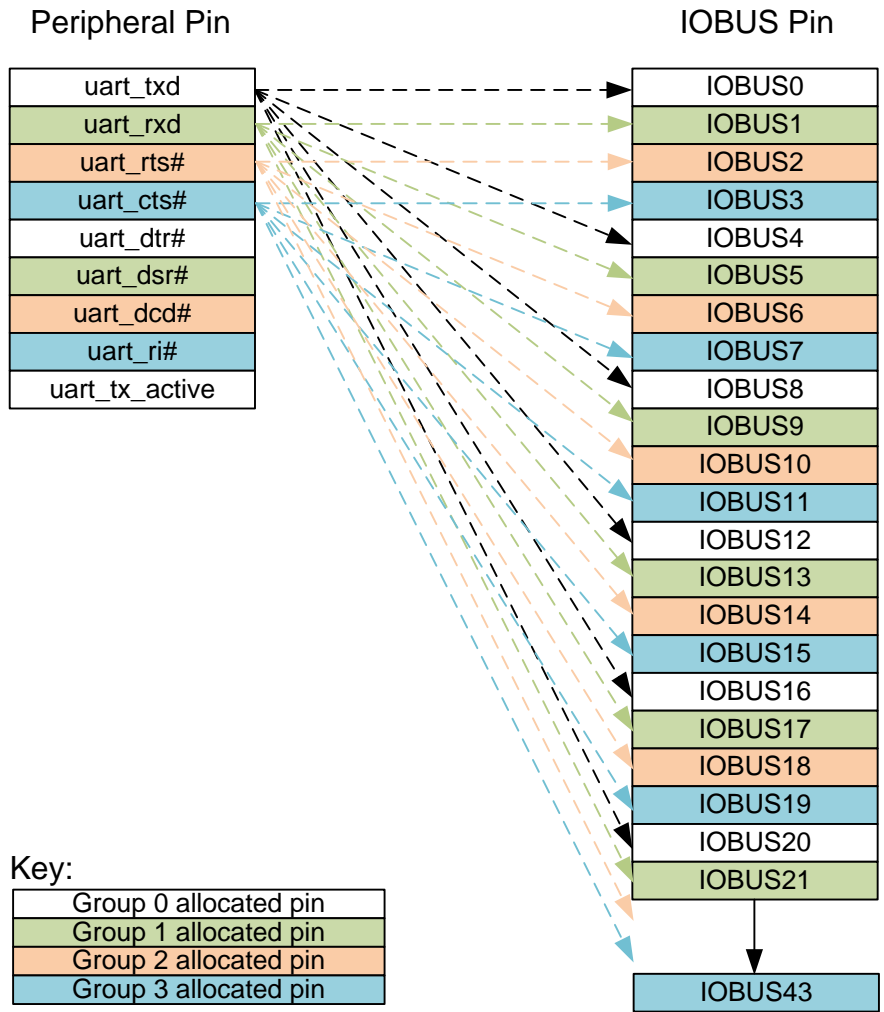 Peripheral Pin
uart_txd
uart_rxd
uart_rts#
uart_cts#
uart_dtr#
uart_dsr#
uart_dcd#
uart_ri#
uart_tx_active
IOBUS Pin
IOBUS0
IOBUS1
IOBUS2
IOBUS3
IOBUS4
IOBUS5
IOBUS6
IOBUS7
IOBUS8
IOBUS9
IOBUS10
IOBUS11
IOBUS12
IOBUS13
IOBUS14
IOBUS15
IOBUS16
IOBUS17
IOBUS18
IOBUS19
IOBUS20
IOBUS21
IOBUS43
Key:
Group 0 allocated pin
Group 1 allocated pin
Group 2 allocated pin
Group 3 allocated pin